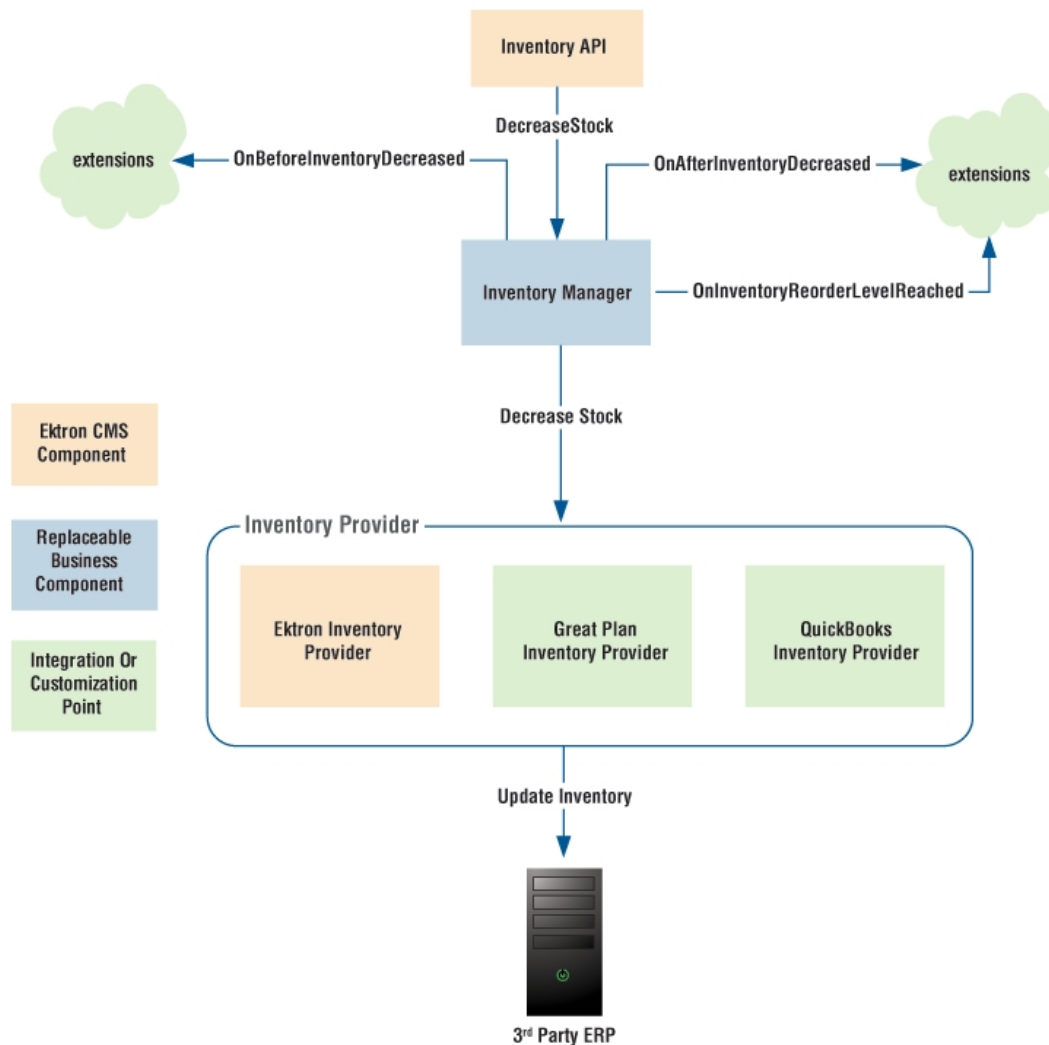 Inventory API
DecreaseStock
extensions
OnBeforeInventoryDecreased
OnAfterInventoryDecreased
extensions
Inventory Manager
OnInventoryReorderLevelReached
Decrease Stock
Ektron CMS
Component
Replaceable
Business
Component
Integration Or
Customization
Point
Inventory Provider
Ektron Inventory
Provider
Great Plan
Inventory Provider
QuickBooks
Inventory Provider
Update Inventory
3rd Party ERP